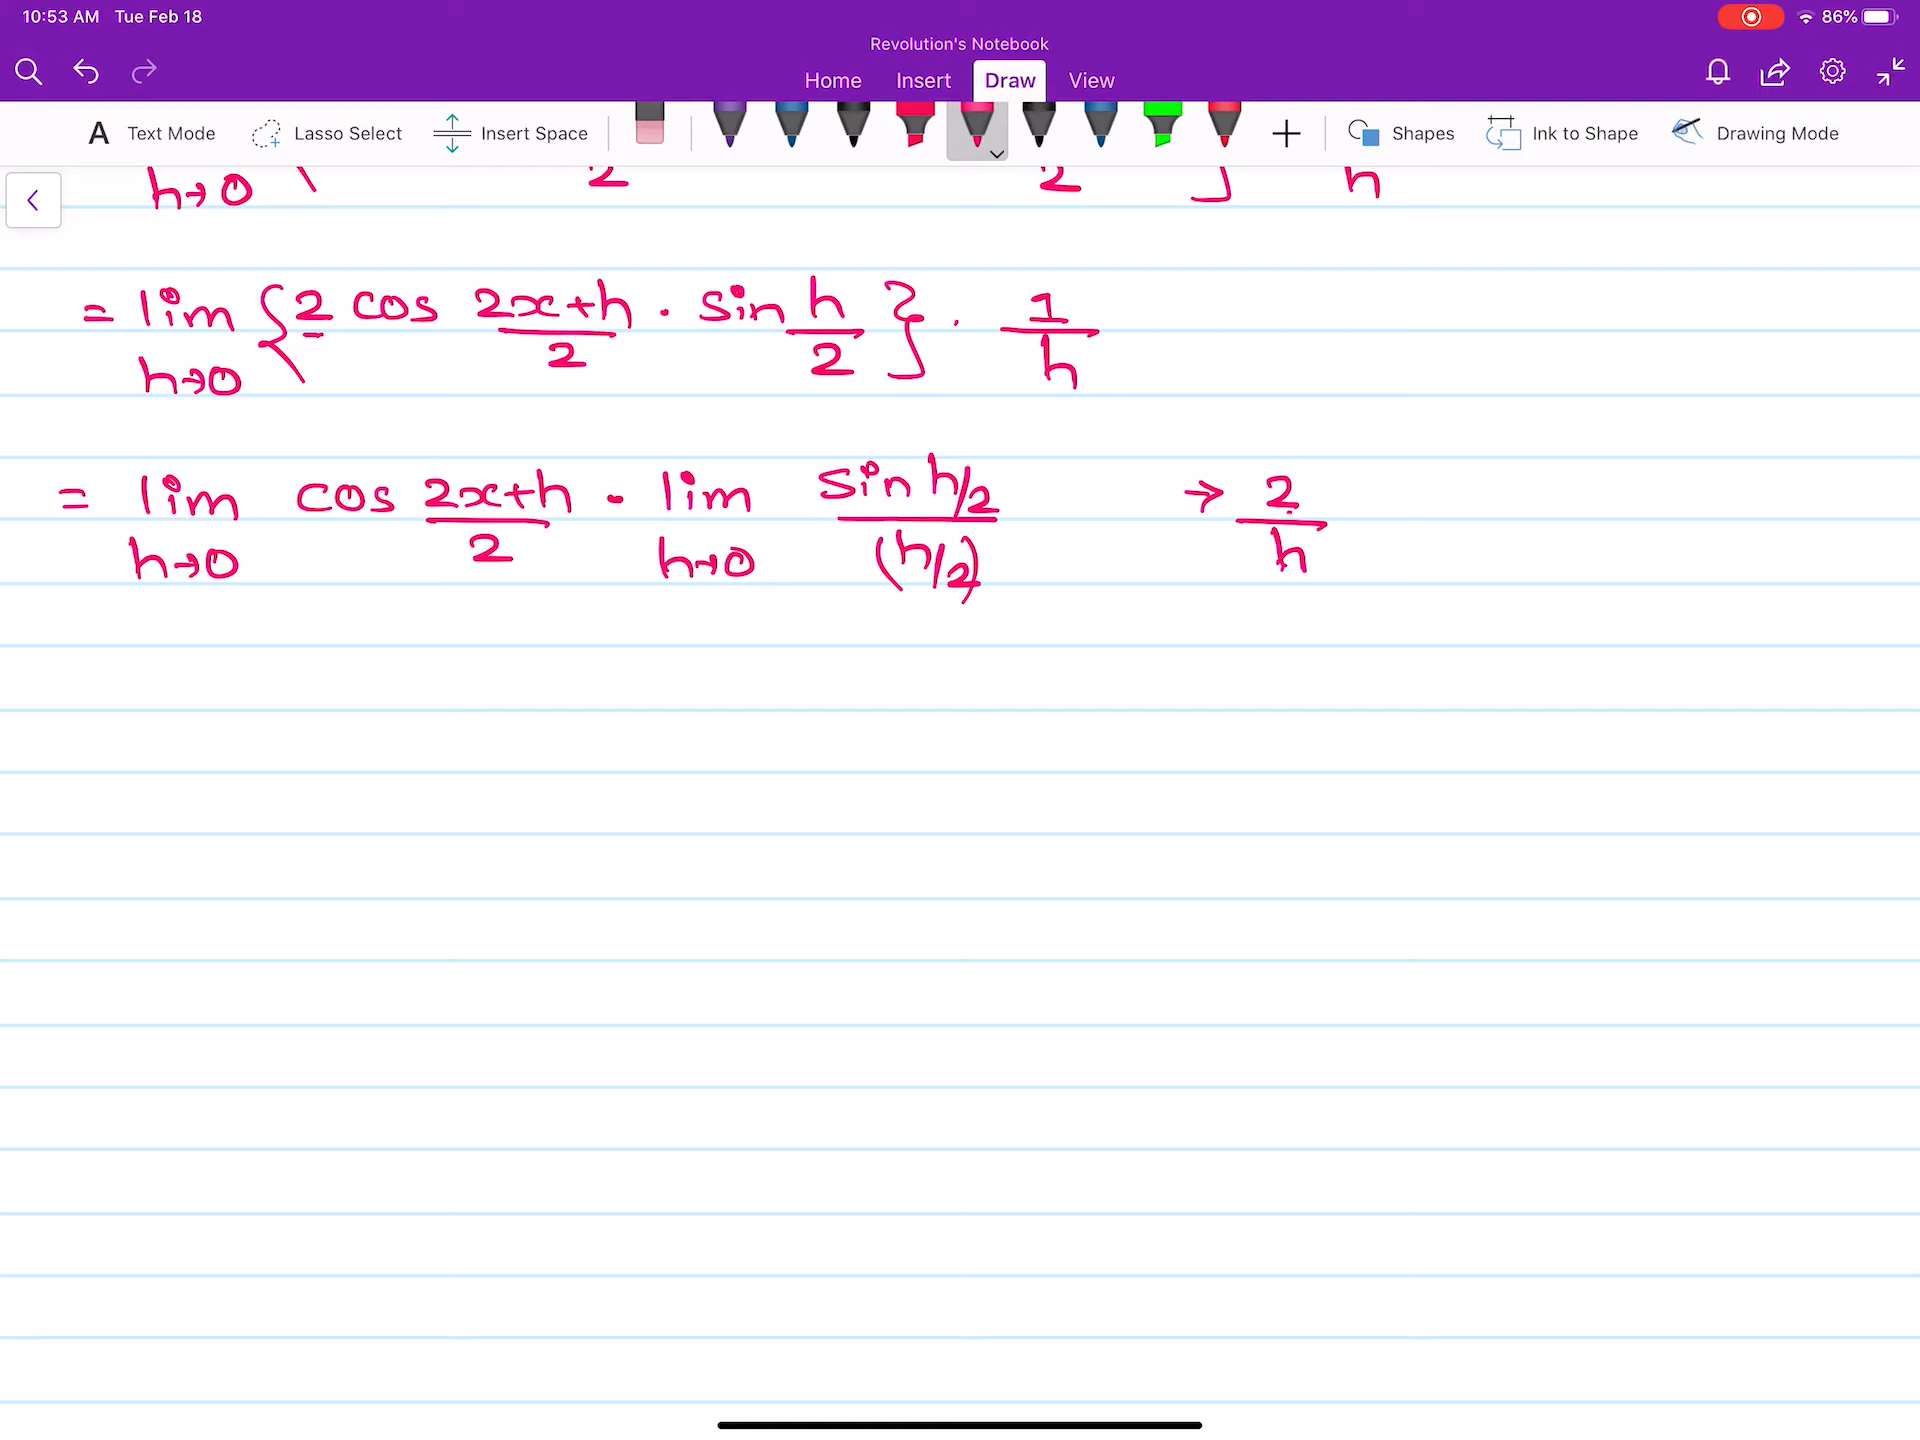 10:53 AM Tue Feb 18 86%
Revolution's Notebook
Home Insert Draw View
A Text Mode Lasso Select Insert Space Shapes Ink to Shape Drawing Mode
h→0 2 2 ] h
= lim {2 cos (2x+h)/2 · sin h/2} · 1/h
h→0
= lim cos (2x+h)/2 · lim (sin h/2)/(h/2) → 2/h
h→0 h→0